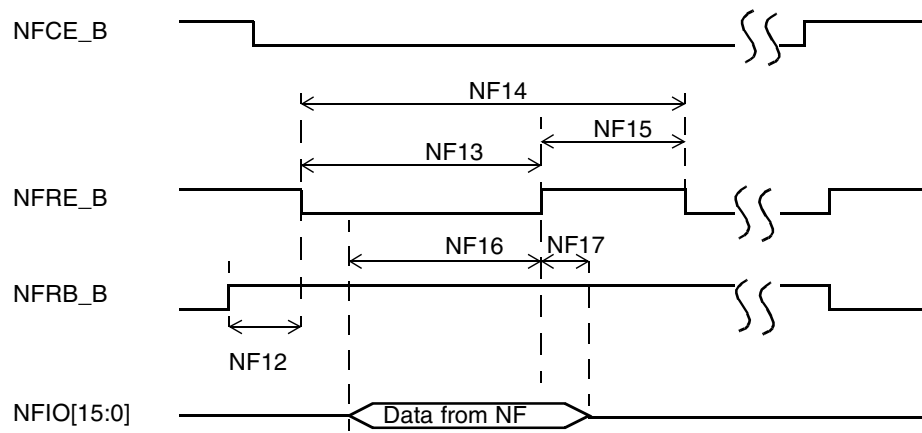 NFCE_B
NF14
NF15
NF13
NFRE_B
NF16
NF17
NFRB_B
NF12
NFIO[15:0]
Data from NF